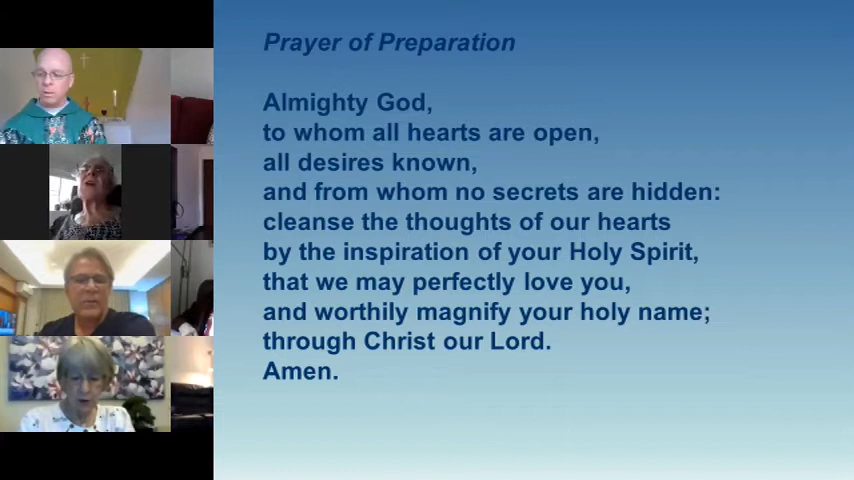 Prayer of Preparation
Almighty God,
to whom all hearts are open,
all desires known,
and from whom no secrets are hidden:
cleanse the thoughts of our hearts
by the inspiration of your Holy Spirit,
that we may perfectly love you,
and worthily magnify your holy name;
through Christ our Lord.
Amen.